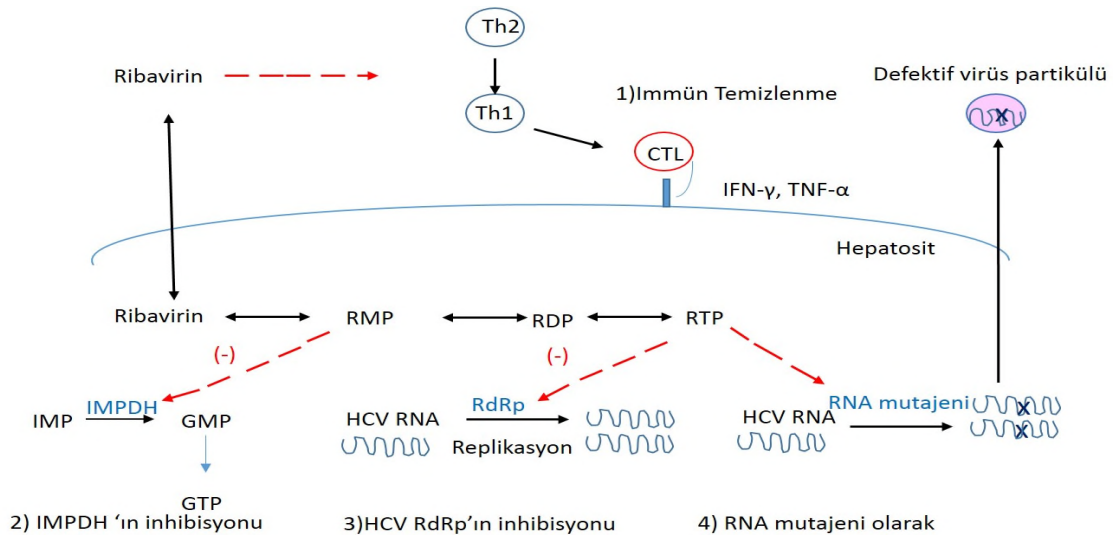 Th2
Ribavirin
Defektif virüs partikülü
1)Immün Temizlenme
Th1
X
CTL
IFN-γ, TNF-α
Hepatosit
Ribavirin
RMP
RDP
RTP
(-)
(-)
IMPDH
RdRp
RNA mutajeni
IMP
GMP
HCV RNA
HCV RNA
X
X
Replikasyon
GTP
2) IMPDH ‘ın inhibisyonu
3)HCV RdRp’ın inhibisyonu
4) RNA mutajeni olarak